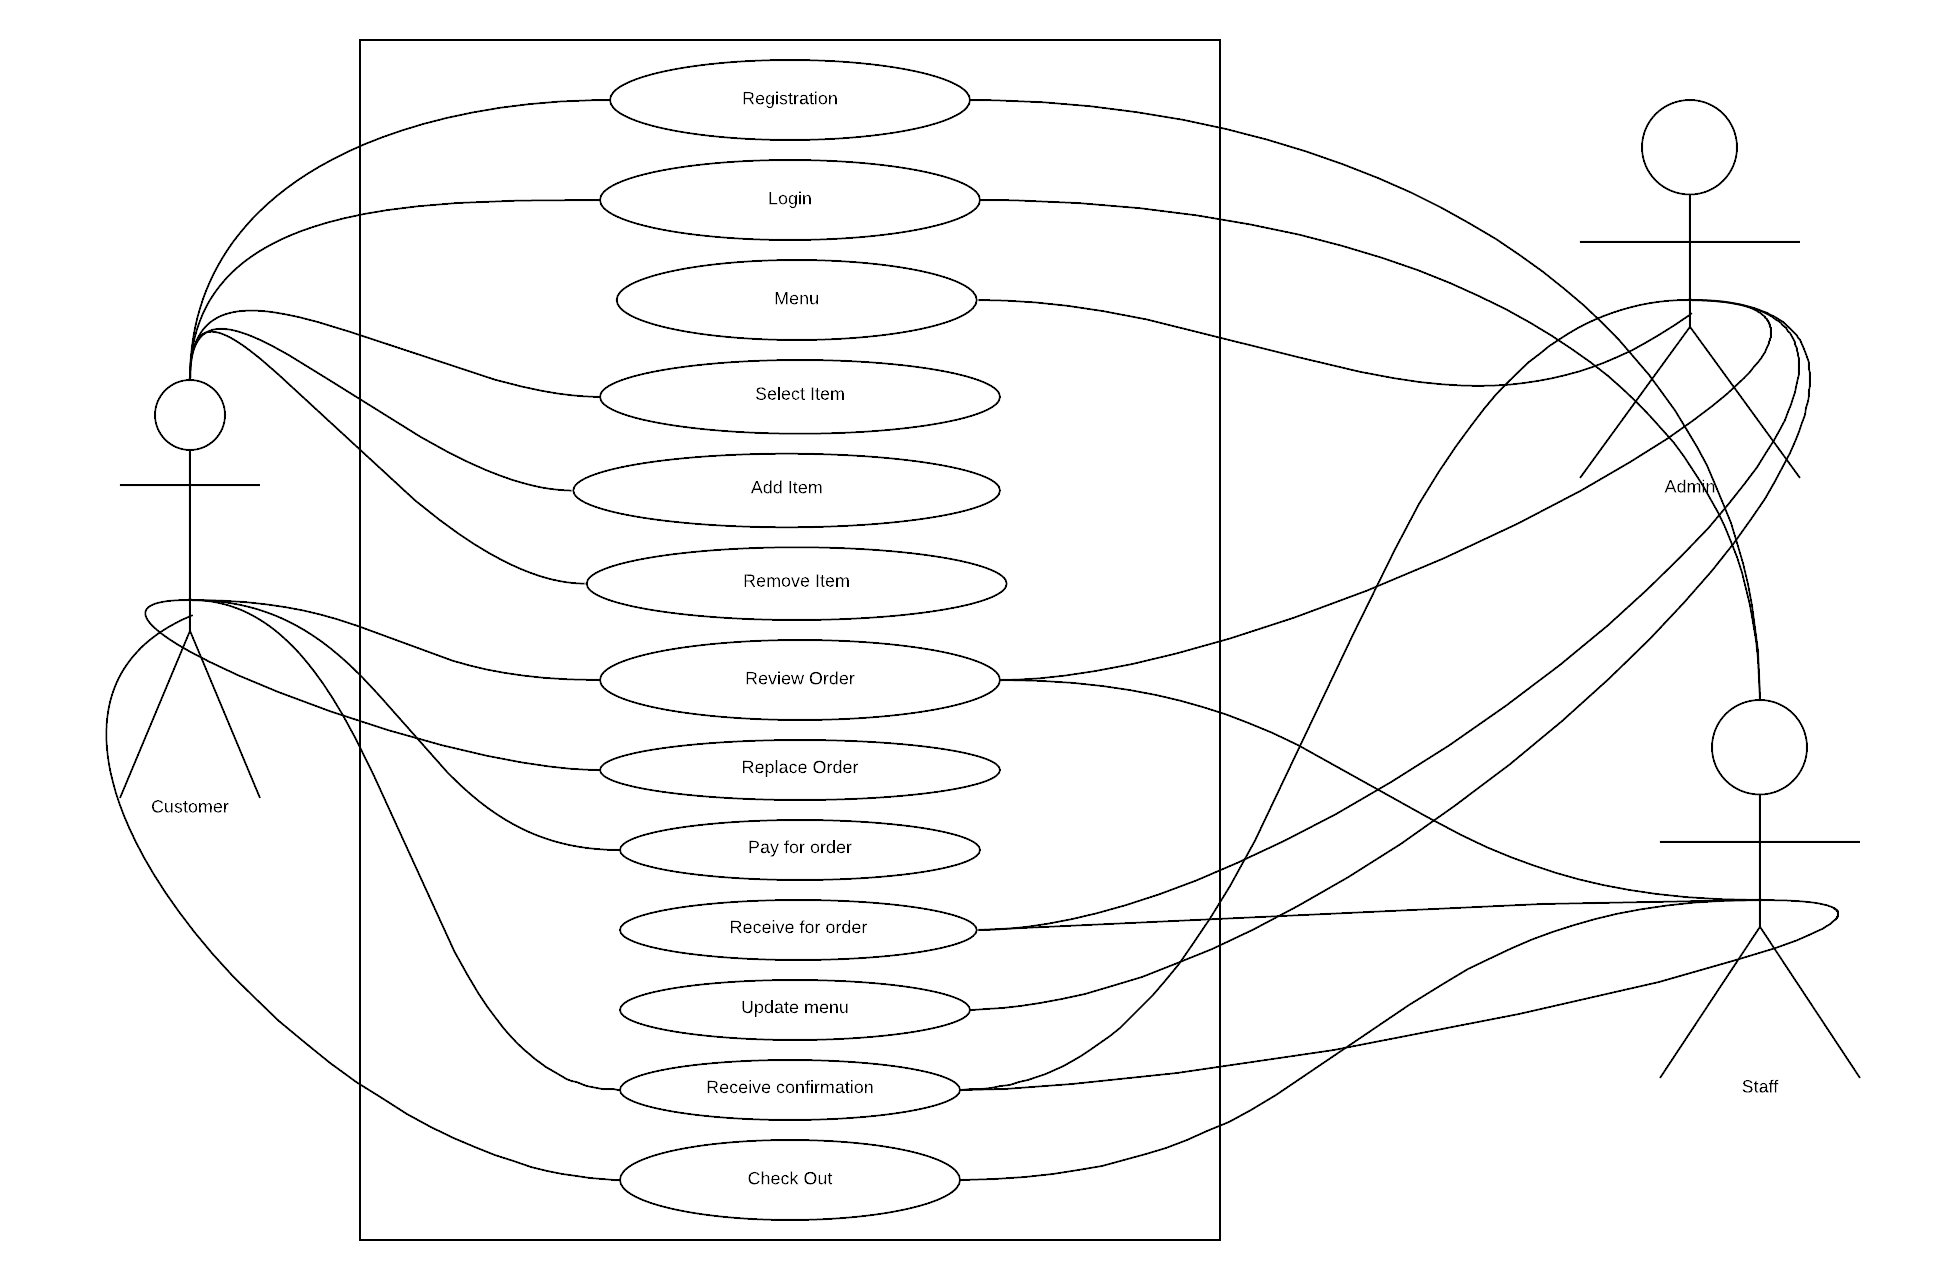 Registration
Login
Menu
Select Item
Add Item
Remove Item
Review Order
Replace Order
Pay for order
Receive for order
Update menu
Receive confirmation
Check Out
Customer
Admin
Staff